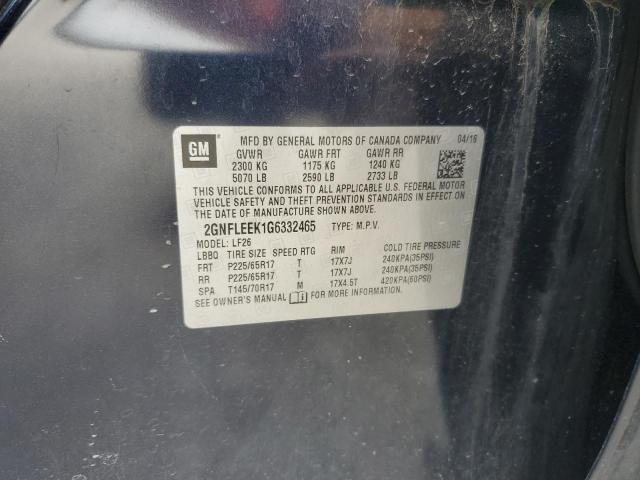 GM
MFD BY GENERAL MOTORS OF CANADA COMPANY 04/16
GVWR GAWR FRT GAWR RR
2300 KG 1175 KG 1240 KG
5070 LB 2590 LB 2733 LB
THIS VEHICLE CONFORMS TO ALL APPLICABLE U.S. FEDERAL MOTOR
VEHICLE SAFETY AND THEFT PREVENTION STANDARDS IN EFFECT ON
THE DATE OF MANUFACTURE SHOWN ABOVE.
2GNFLEEK1G6332465 TYPE: M.P.V.
MODEL: LF26
LBBQ TIRE SIZE SPEED RTG RIM COLD TIRE PRESSURE
FRT P225/65R17 T 17X7J 240KPA(35PSI)
RR P225/65R17 T 17X7J 240KPA(35PSI)
SPA T145/70R17 M 17X4.5T 420KPA(60PSI)
SEE OWNER'S MANUAL FOR MORE INFORMATION.